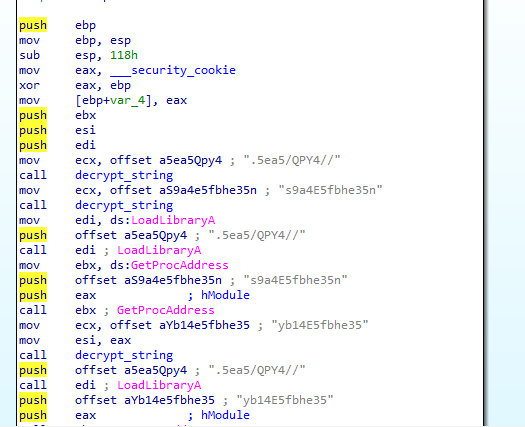 push ebp
mov ebp, esp
sub esp, 118h
mov eax, ___security_cookie
xor eax, ebp
mov [ebp+var_4], eax
push ebx
push esi
push edi
mov ecx, offset a5ea5Qpy4 ; ".5ea5/QPY4//"
call decrypt_string
mov ecx, offset aS9a4e5fbhe35n ; "s9a4E5fbhe35n"
call decrypt_string
mov edi, ds:LoadLibraryA
push offset a5ea5Qpy4 ; ".5ea5/QPY4//"
call edi ; LoadLibraryA
mov ebx, ds:GetProcAddress
push offset aS9a4e5fbhe35n ; "s9a4E5fbhe35n"
push eax ; hModule
call ebx ; GetProcAddress
mov ecx, offset aYb14e5fbhe35 ; "yb14E5fbhe35"
mov esi, eax
call decrypt_string
push offset a5ea5Qpy4 ; ".5ea5/QPY4//"
call edi ; LoadLibraryA
push offset aYb14e5fbhe35 ; "yb14E5fbhe35"
push eax ; hModule